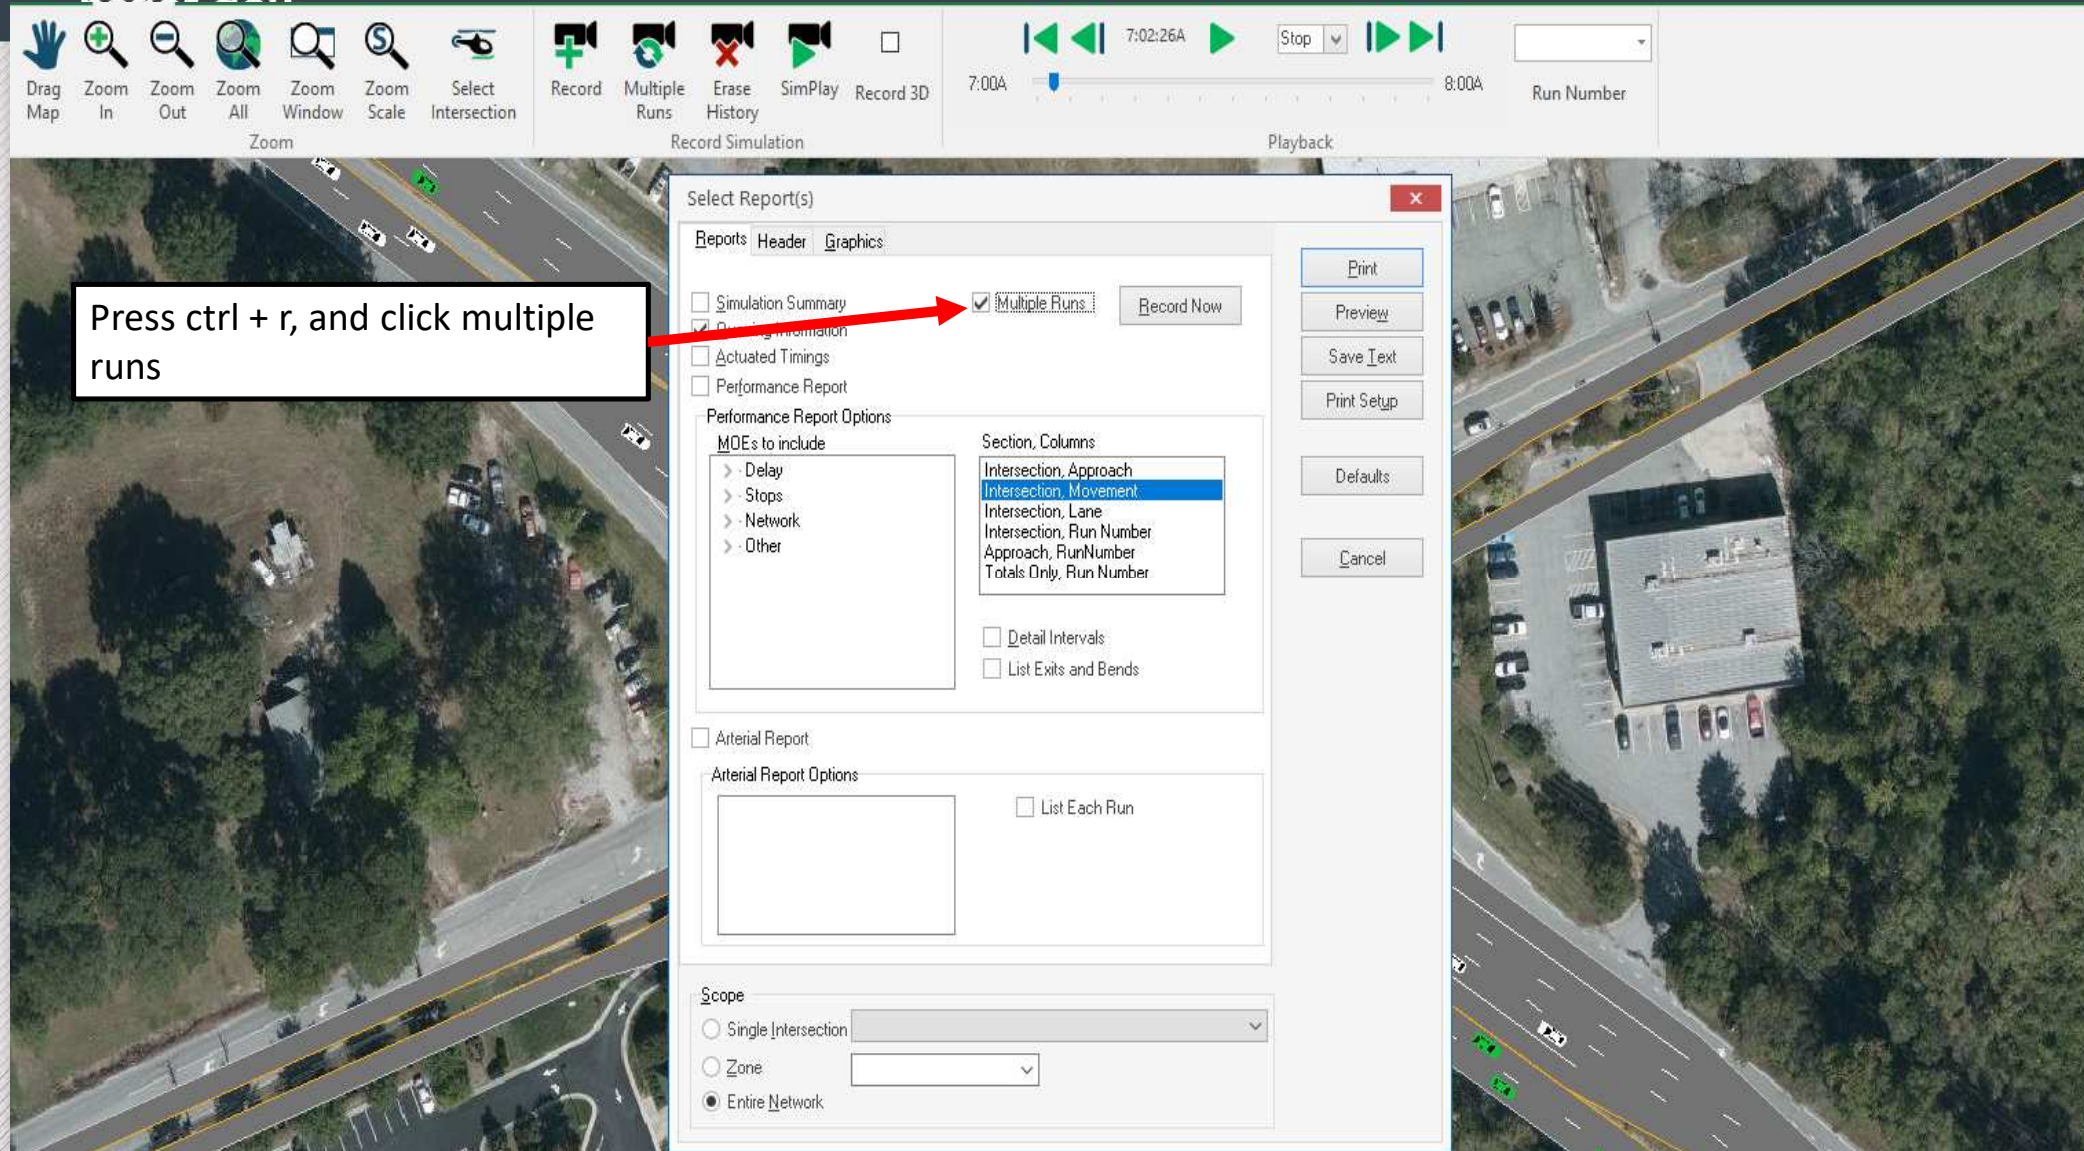 Drag Map
Zoom In
Zoom Out
Zoom All
Zoom Window
Zoom Scale
Select Intersection
Zoom
Record
Multiple Runs
Erase History
SimPlay
Record 3D
Record Simulation
7:02:26A
Stop
7:00A
8:00A
Playback
Run Number
Press ctrl + r, and click multiple
runs
Select Report(s)
Reports Header Graphics
Simulation Summary
Multiple Runs
Record Now
Information
Actuated Timings
Performance Report
Performance Report Options
MOEs to include
Delay
Stops
Network
Other
Section, Columns
Intersection, Approach
Intersection, Movement
Intersection, Lane
Intersection, Run Number
Approach, RunNumber
Totals Only, Run Number
Detail Intervals
List Exits and Bends
Arterial Report
Arterial Report Options
List Each Run
Scope
Single Intersection
Zone
Entire Network
Print
Preview
Save Text
Print Setup
Defaults
Cancel